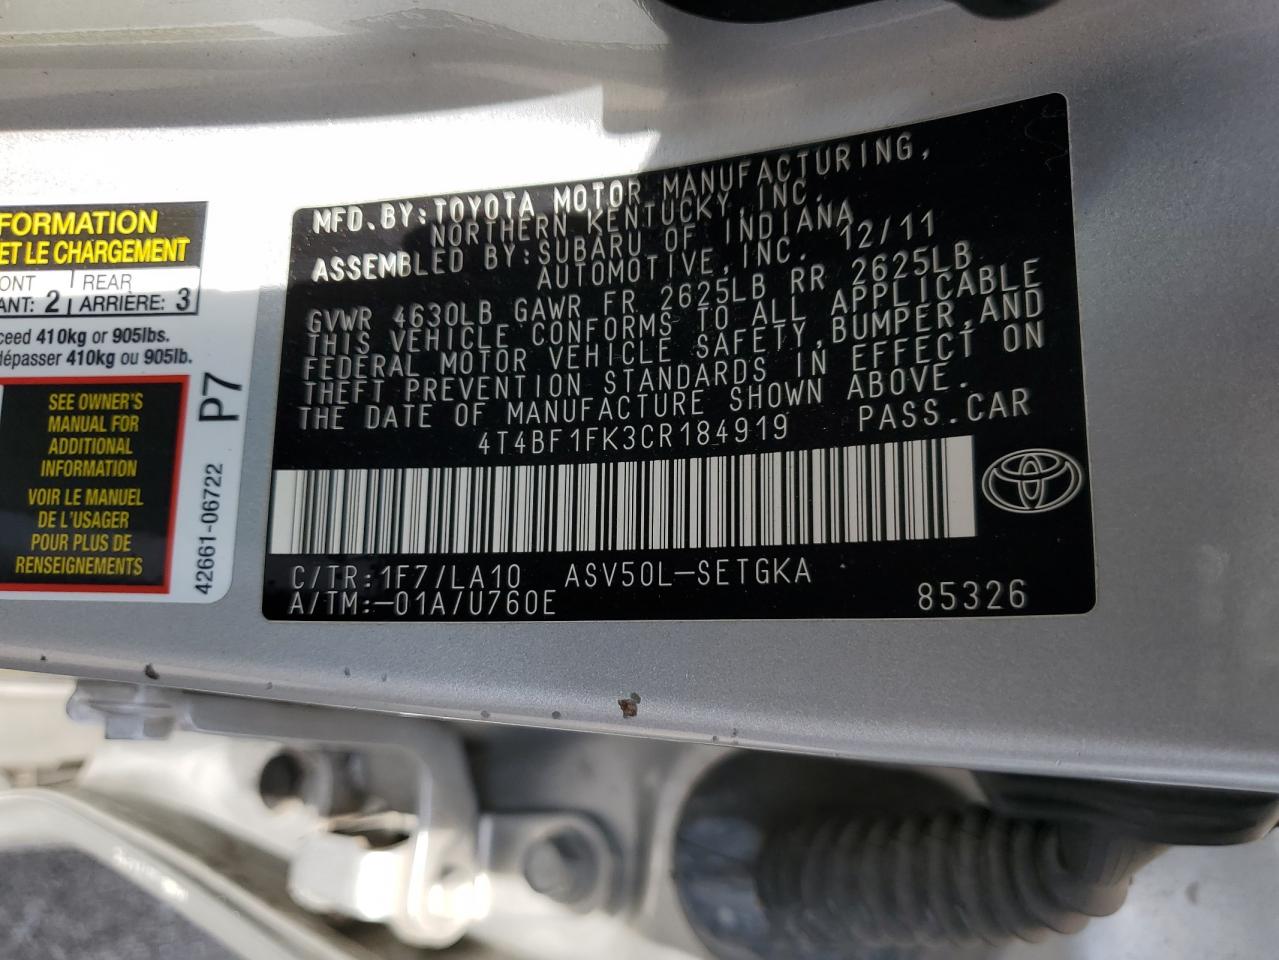 FORMATION
ET LE CHARGEMENT
ONT REAR
ANT: 2 ARRIÈRE: 3
ceed 410kg or 905lbs.
dépasser 410kg ou 905lb.
SEE OWNER'S
MANUAL FOR
ADDITIONAL
INFORMATION
VOIR LE MANUEL
DE L'USAGER
POUR PLUS DE
RENSEIGNEMENTS
P7
42661-06722
MFD.BY:TOYOTA MOTOR MANUFACTURING,
NORTHERN KENTUCKY, INC.
ASSEMBLED BY:SUBARU OF INDIANA
AUTOMOTIVE, INC. 12/11
GVWR 4630LB GAWR FR 2625LB RR 2625LB
THIS VEHICLE CONFORMS TO ALL APPLICABLE
FEDERAL MOTOR VEHICLE SAFETY,BUMPER,AND
THEFT PREVENTION STANDARDS IN EFFECT ON
THE DATE OF MANUFACTURE SHOWN ABOVE.
4T4BF1FK3CR184919 PASS.CAR
C/TR:1F7/LA10 ASV50L-SETGKA
A/TM:-01A/U760E 85326